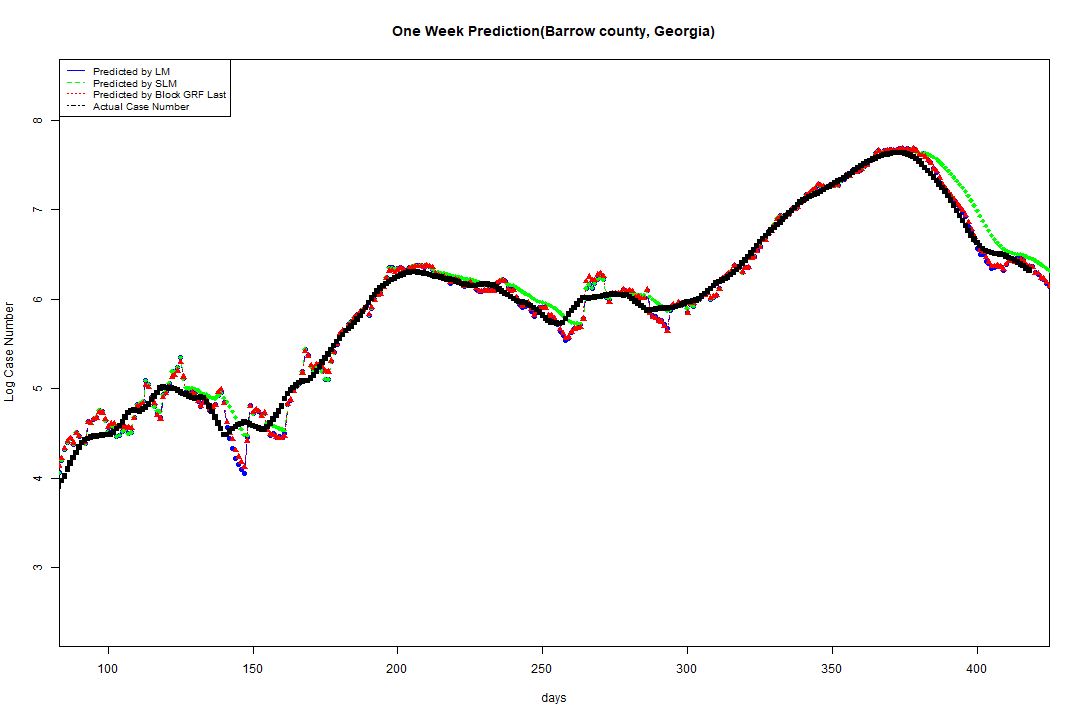 One Week Prediction(Barrow county, Georgia)
Predicted by LM
Predicted by SLM
Predicted by Block GRF Last
Actual Case Number
8
7
6
5
4
3
Log Case Number
100 150 200 250 300 350 400
days